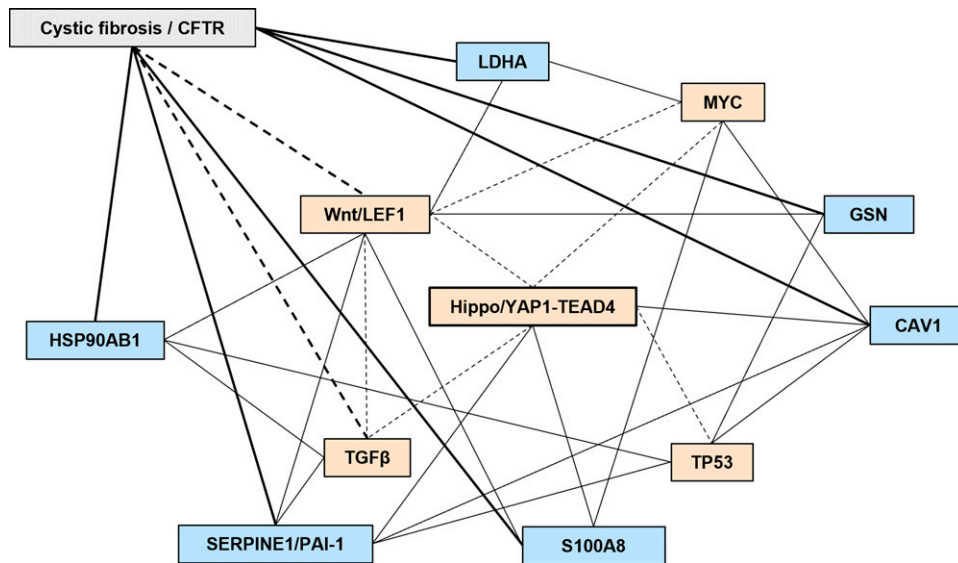 Cystic fibrosis / CFTR
LDHA
MYC
Wnt/LEF1
GSN
Hippo/YAP1-TEAD4
HSP90AB1
CAV1
TGFβ
TP53
SERPINE1/PAI-1
S100A8